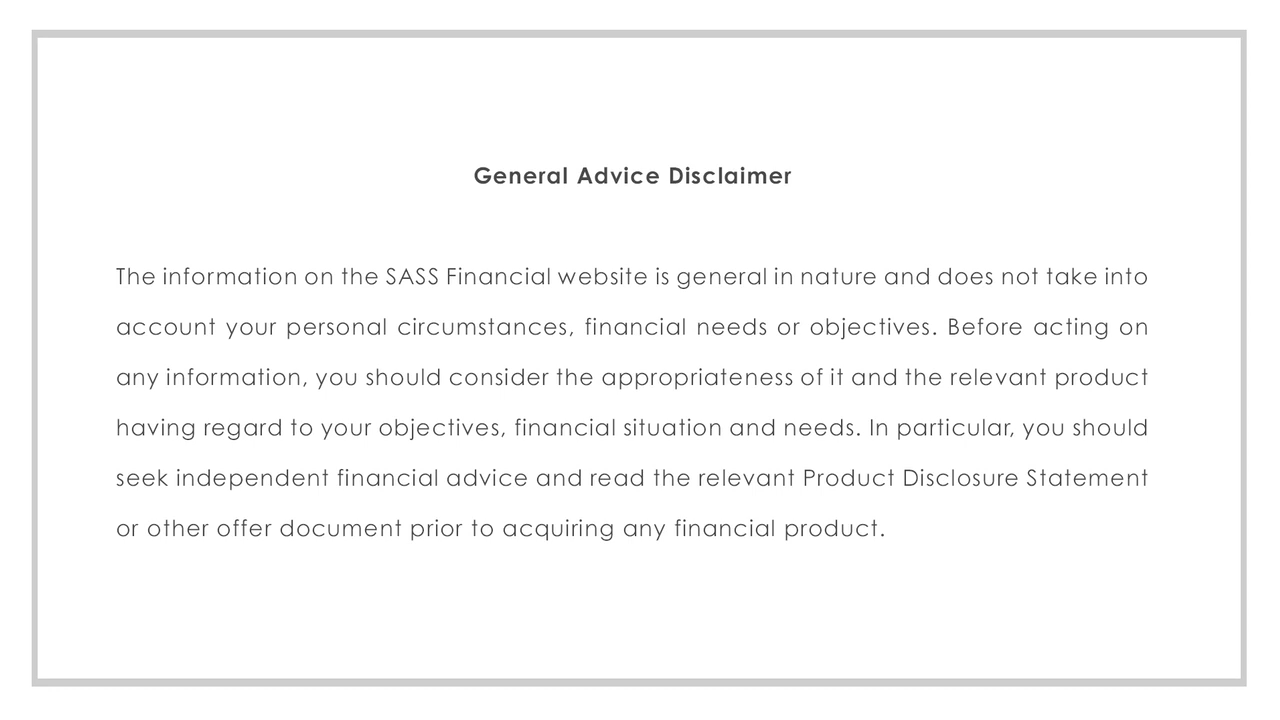 General Advice Disclaimer
The information on the SASS Financial website is general in nature and does not take into
account your personal circumstances, financial needs or objectives. Before acting on
any information, you should consider the appropriateness of it and the relevant product
having regard to your objectives, financial situation and needs. In particular, you should
seek independent financial advice and read the relevant Product Disclosure Statement
or other offer document prior to acquiring any financial product.